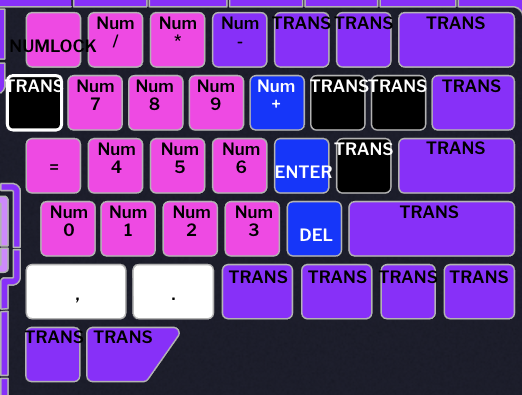 NUMLOCK Num / Num * Num - TRANS TRANS TRANS
TRANS Num 7 Num 8 Num 9 Num + TRANS TRANS TRANS
= Num 4 Num 5 Num 6 ENTER TRANS TRANS
Num 0 Num 1 Num 2 Num 3 DEL TRANS
, . TRANS TRANS TRANS TRANS
TRANS TRANS